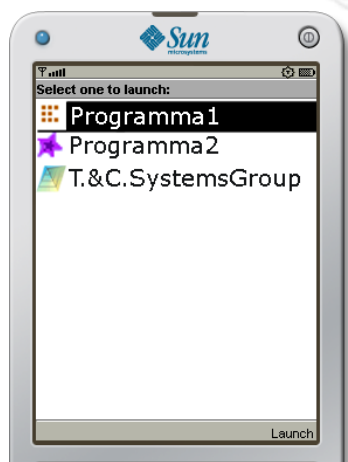 Sun
microsystems
Select one to launch:
Programma1
Programma2
T.&C.SystemsGroup
Launch